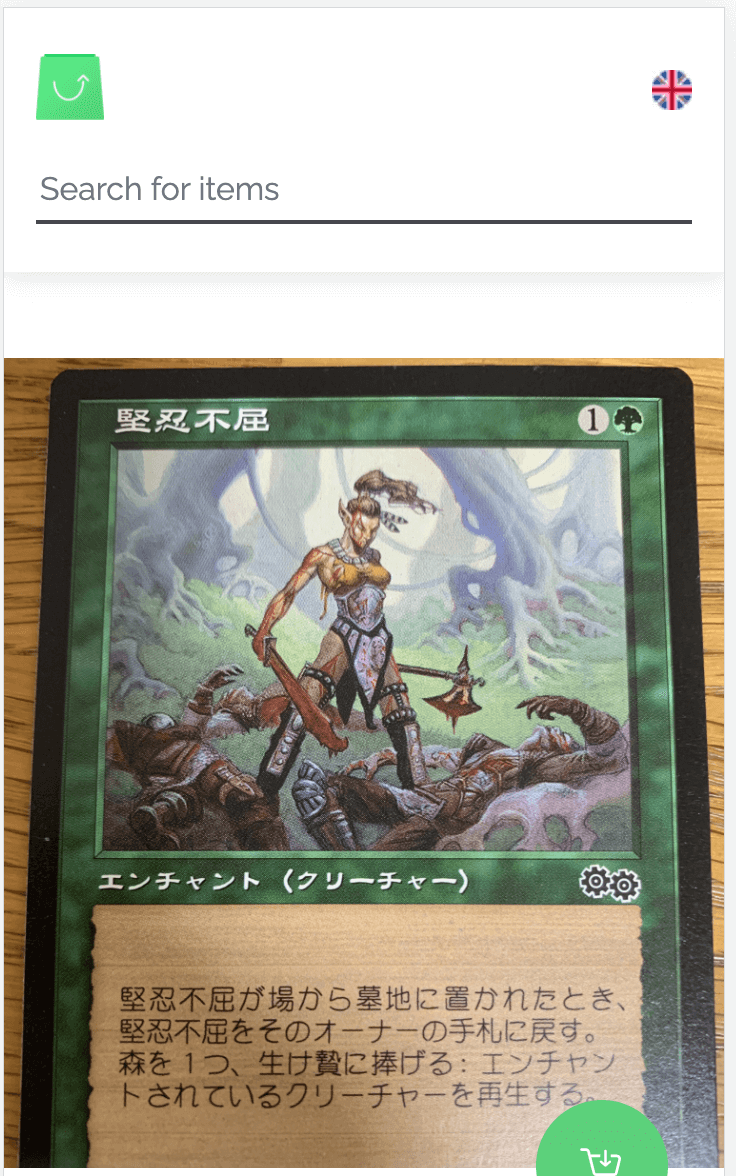 Search for items
堅忍不屈
1
エンチャント（クリーチャー）
堅忍不屈が場から墓地に置かれたとき、
堅忍不屈をそのオーナーの手札に戻す。
森を１つ、生け贄に捧げる：エンチャン
トされているクリーチャーを再生する。